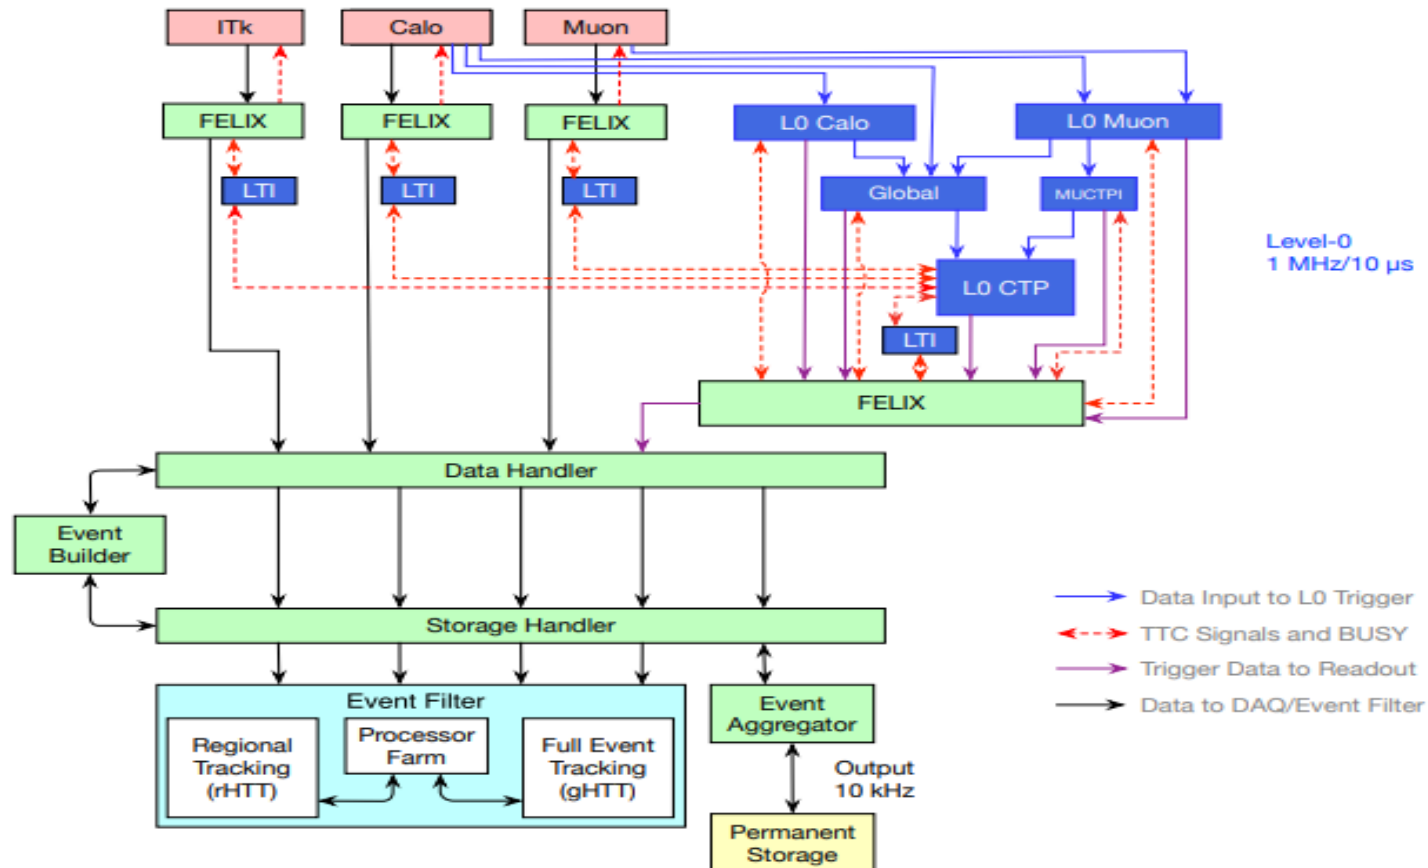 ITk
Calo
Muon
FELIX
FELIX
FELIX
L0 Calo
L0 Muon
LTI
LTI
LTI
Global
MUCTPI
Level-0
1 MHz/10 µs
L0 CTP
LTI
FELIX
Data Handler
Event
Builder
Storage Handler
Data Input to L0 Trigger
TTC Signals and BUSY
Trigger Data to Readout
Data to DAQ/Event Filter
Event Filter
Regional
Tracking
(rHTT)
Processor
Farm
Full Event
Tracking
(gHTT)
Event
Aggregator
Output
10 kHz
Permanent
Storage